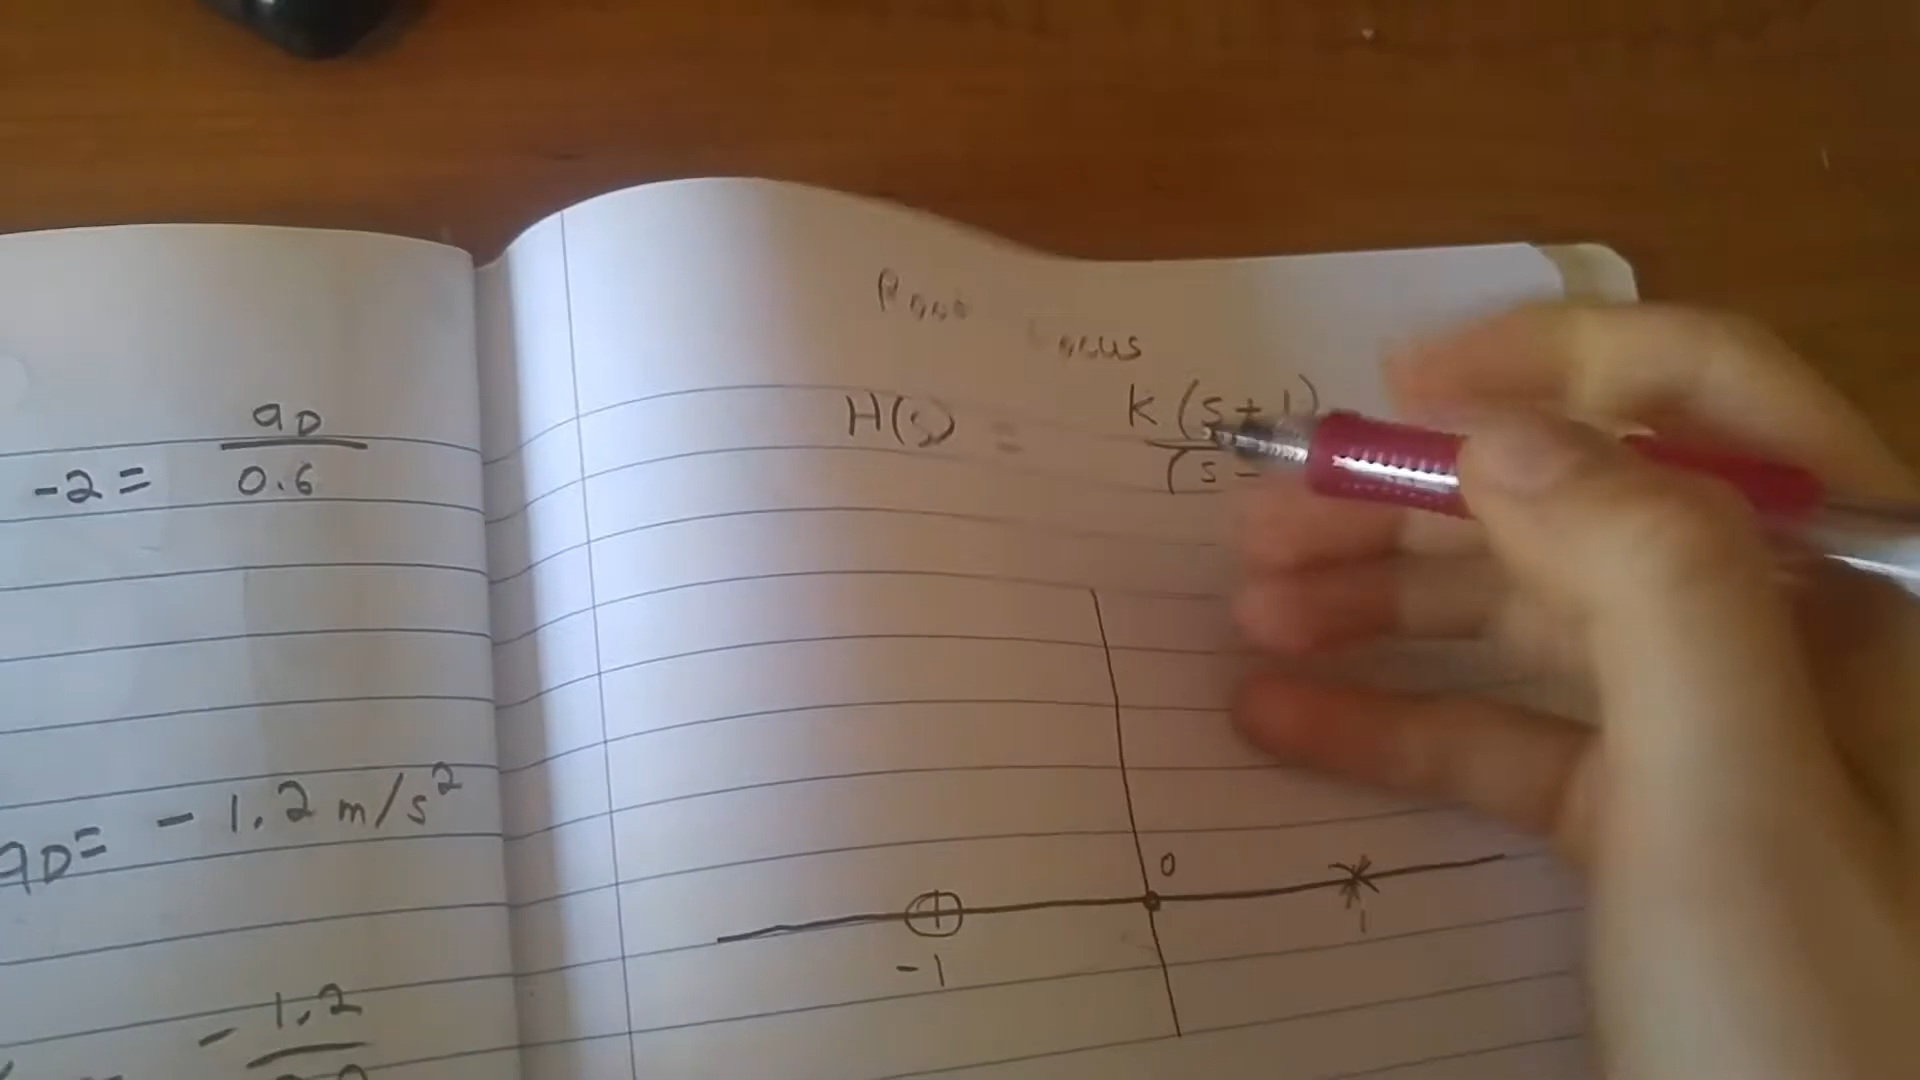 aD
-2 = 0.6
aD = - 1.2 m/s²
- 1.2
Root
Locus
H(s) = K (s + 1)
(s -
0
-1
1